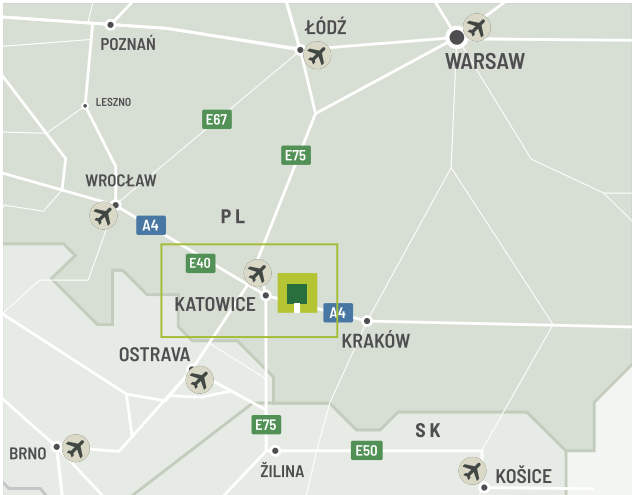 ŁÓDŹ
POZNAŃ
WARSAW
LESZNO
E67
E75
WROCŁAW
PL
A4
E40
KATOWICE
A4
KRAKÓW
OSTRAVA
E75
SK
BRNO
E50
ŽILINA
KOŠICE